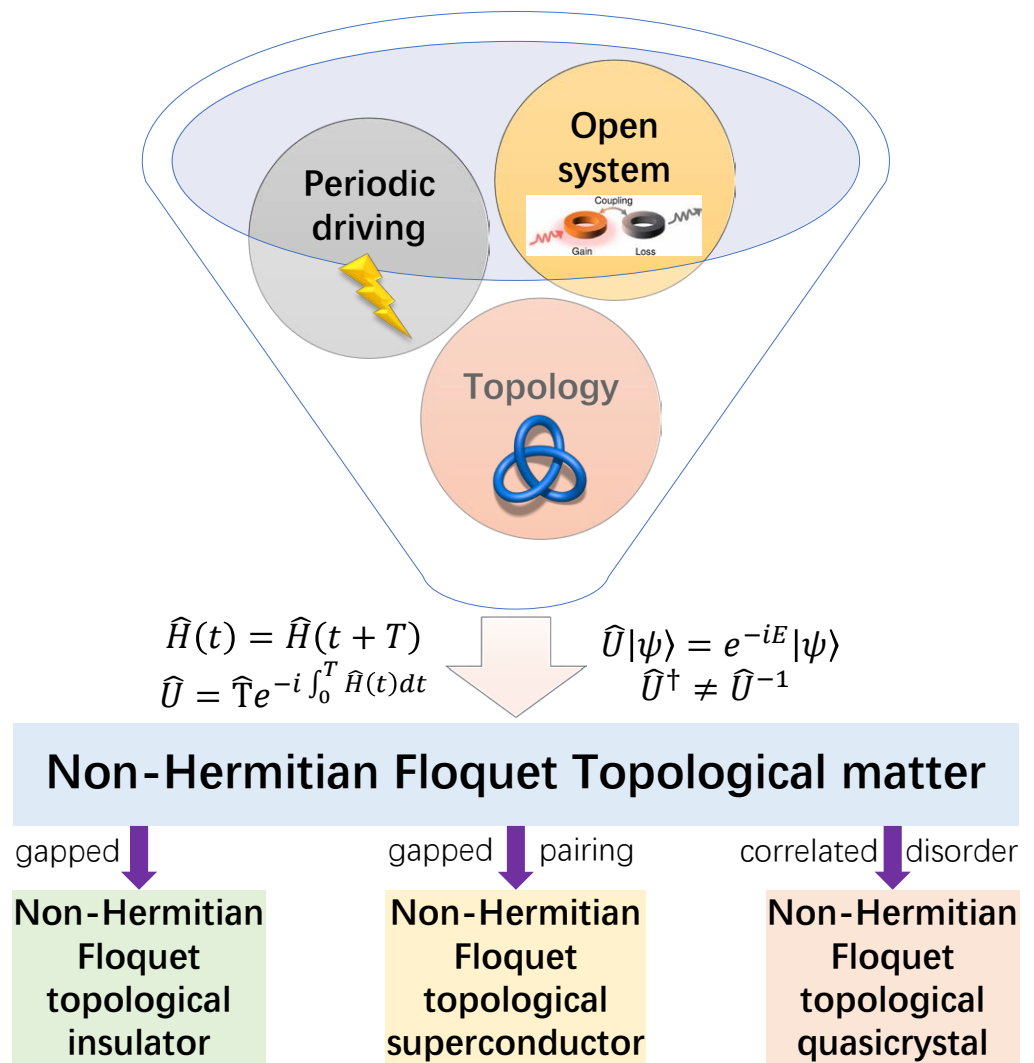 Open
system
Periodic
driving
Coupling
Gain
Loss
Topology
Ĥ(t) = Ĥ(t + T)
Û|ψ⟩ = e^{−iE}|ψ⟩
Û = T̂e^{−i ∫_0^T Ĥ(t)dt}
Û† ≠ Û^{−1}
Non-Hermitian Floquet Topological matter
gapped
gapped pairing
correlated disorder
Non-Hermitian
Floquet
topological
insulator
Non-Hermitian
Floquet
topological
superconductor
Non-Hermitian
Floquet
topological
quasicrystal